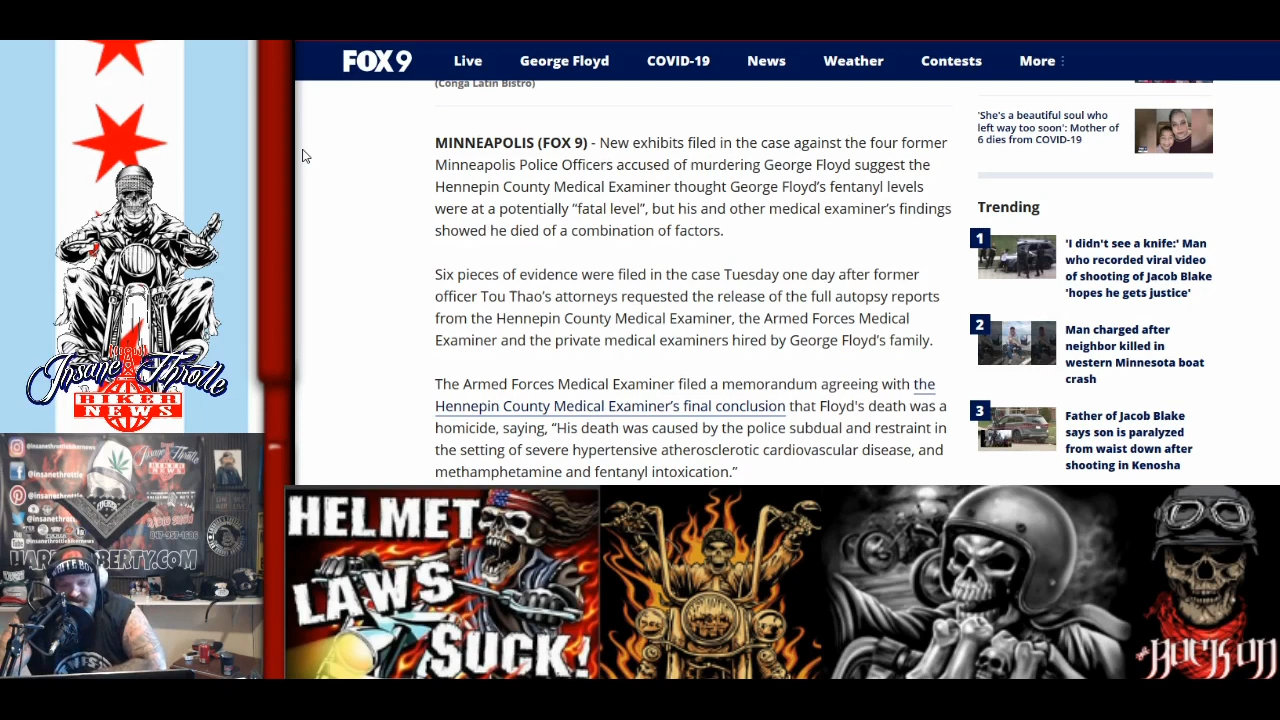 FOX 9
Live
George Floyd
COVID-19
News
Weather
Contests
More
(Conga Latin Bistro)
MINNEAPOLIS (FOX 9) - New exhibits filed in the case against the four former
Minneapolis Police Officers accused of murdering George Floyd suggest the
Hennepin County Medical Examiner thought George Floyd's fentanyl levels
were at a potentially "fatal level", but his and other medical examiner's findings
showed he died of a combination of factors.
Six pieces of evidence were filed in the case Tuesday one day after former
officer Tou Thao's attorneys requested the release of the full autopsy reports
from the Hennepin County Medical Examiner, the Armed Forces Medical
Examiner and the private medical examiners hired by George Floyd's family.
The Armed Forces Medical Examiner filed a memorandum agreeing with the
Hennepin County Medical Examiner's final conclusion that Floyd's death was a
homicide, saying, "His death was caused by the police subdual and restraint in
the setting of severe hypertensive atherosclerotic cardiovascular disease, and
methamphetamine and fentanyl intoxication."
'She's a beautiful soul who
left way too soon': Mother of
6 dies from COVID-19
Trending
1
'I didn't see a knife:' Man
who recorded viral video
of shooting of Jacob Blake
'hopes he gets justice'
2
Man charged after
neighbor killed in
western Minnesota boat
crash
3
Father of Jacob Blake
says son is paralyzed
from waist down after
shooting in Kenosha
Insane Throttle
BIKER
NEWS
@insanethrottlebikernews
HELMET
LAWS
SUCK!